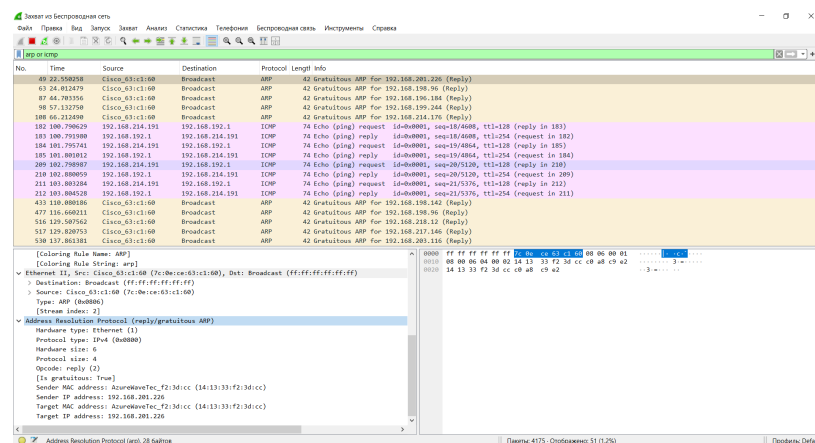 Захват из Беспроводная сеть
Файл Правка Вид Запуск Захват Анализ Статистика Телефония Беспроводная связь Инструменты Справка
arp or icmp
No. Time Source Destination Protocol Lengtl Info
49 22.550258 Cisco_63:c1:60 Broadcast ARP 42 Gratuitous ARP for 192.168.201.226 (Reply)
63 24.012479 Cisco_63:c1:60 Broadcast ARP 42 Gratuitous ARP for 192.168.198.96 (Reply)
87 44.703356 Cisco_63:c1:60 Broadcast ARP 42 Gratuitous ARP for 192.168.196.184 (Reply)
98 57.132750 Cisco_63:c1:60 Broadcast ARP 42 Gratuitous ARP for 192.168.199.244 (Reply)
108 66.212490 Cisco_63:c1:60 Broadcast ARP 42 Gratuitous ARP for 192.168.214.176 (Reply)
182 100.790629 192.168.214.191 192.168.192.1 ICMP 74 Echo (ping) request id=0x0001, seq=18/4608, ttl=128 (reply in 183)
183 100.791980 192.168.192.1 192.168.214.191 ICMP 74 Echo (ping) reply id=0x0001, seq=18/4608, ttl=254 (request in 182)
184 101.795741 192.168.214.191 192.168.192.1 ICMP 74 Echo (ping) request id=0x0001, seq=19/4864, ttl=128 (reply in 185)
185 101.801012 192.168.192.1 192.168.214.191 ICMP 74 Echo (ping) reply id=0x0001, seq=19/4864, ttl=254 (request in 184)
209 102.798987 192.168.214.191 192.168.192.1 ICMP 74 Echo (ping) request id=0x0001, seq=20/5120, ttl=128 (reply in 210)
210 102.880059 192.168.192.1 192.168.214.191 ICMP 74 Echo (ping) reply id=0x0001, seq=20/5120, ttl=254 (request in 209)
211 103.803284 192.168.214.191 192.168.192.1 ICMP 74 Echo (ping) request id=0x0001, seq=21/5376, ttl=128 (reply in 212)
212 103.804528 192.168.192.1 192.168.214.191 ICMP 74 Echo (ping) reply id=0x0001, seq=21/5376, ttl=254 (request in 211)
433 110.080186 Cisco_63:c1:60 Broadcast ARP 42 Gratuitous ARP for 192.168.198.142 (Reply)
477 116.660211 Cisco_63:c1:60 Broadcast ARP 42 Gratuitous ARP for 192.168.198.96 (Reply)
516 129.507562 Cisco_63:c1:60 Broadcast ARP 42 Gratuitous ARP for 192.168.218.12 (Reply)
517 129.820753 Cisco_63:c1:60 Broadcast ARP 42 Gratuitous ARP for 192.168.217.146 (Reply)
530 137.861381 Cisco_63:c1:60 Broadcast ARP 42 Gratuitous ARP for 192.168.203.116 (Reply)
[Coloring Rule Name: ARP]
[Coloring Rule String: arp]
Ethernet II, Src: Cisco_63:c1:60 (7c:0e:ce:63:c1:60), Dst: Broadcast (ff:ff:ff:ff:ff:ff)
Destination: Broadcast (ff:ff:ff:ff:ff:ff)
Source: Cisco_63:c1:60 (7c:0e:ce:63:c1:60)
Type: ARP (0x0806)
[Stream index: 2]
Address Resolution Protocol (reply/gratuitous ARP)
Hardware type: Ethernet (1)
Protocol type: IPv4 (0x0800)
Hardware size: 6
Protocol size: 4
Opcode: reply (2)
[Is gratuitous: True]
Sender MAC address: AzureWaveTec_f2:3d:cc (14:13:33:f2:3d:cc)
Sender IP address: 192.168.201.226
Target MAC address: AzureWaveTec_f2:3d:cc (14:13:33:f2:3d:cc)
Target IP address: 192.168.201.226
0000 ff ff ff ff ff ff 7c 0e ce 63 c1 60 08 06 00 01
0010 08 00 06 04 00 02 14 13 33 f2 3d cc c0 a8 c9 e2
0020 14 13 33 f2 3d cc c0 a8 c9 e2
Address Resolution Protocol (arp), 28 байтов
Пакеты: 4175 · Отображено: 51 (1.2%)
Профиль: Defa